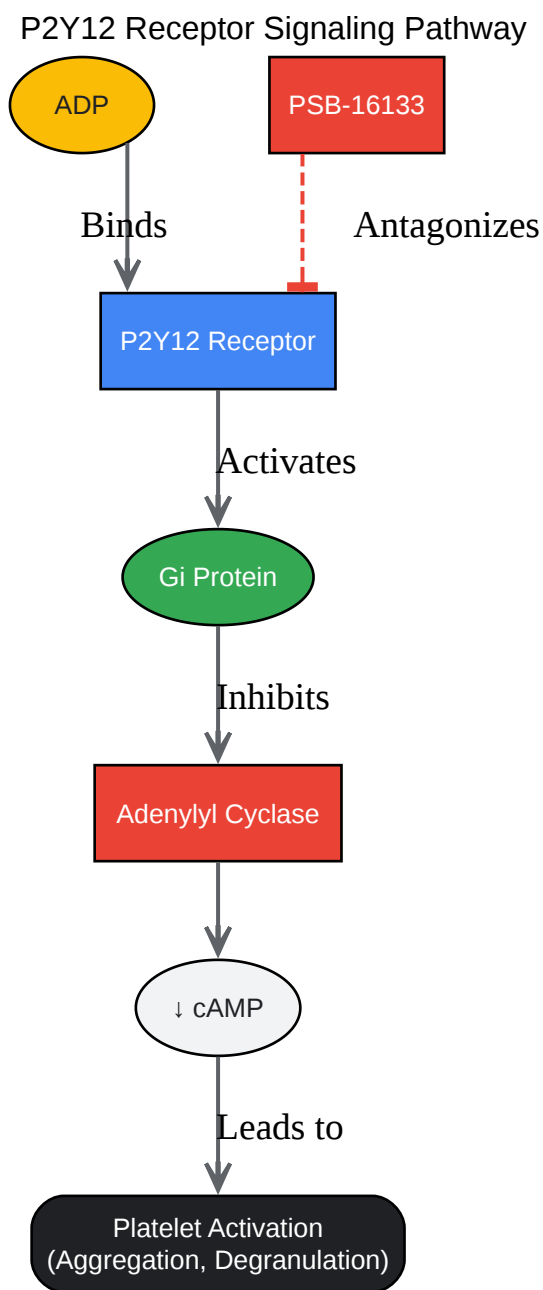 P2Y12 Receptor Signaling Pathway
ADP
PSB-16133
Binds
Antagonizes
P2Y12 Receptor
Activates
Gi Protein
Inhibits
Adenylyl Cyclase
↓ cAMP
Leads to
Platelet Activation
(Aggregation, Degranulation)